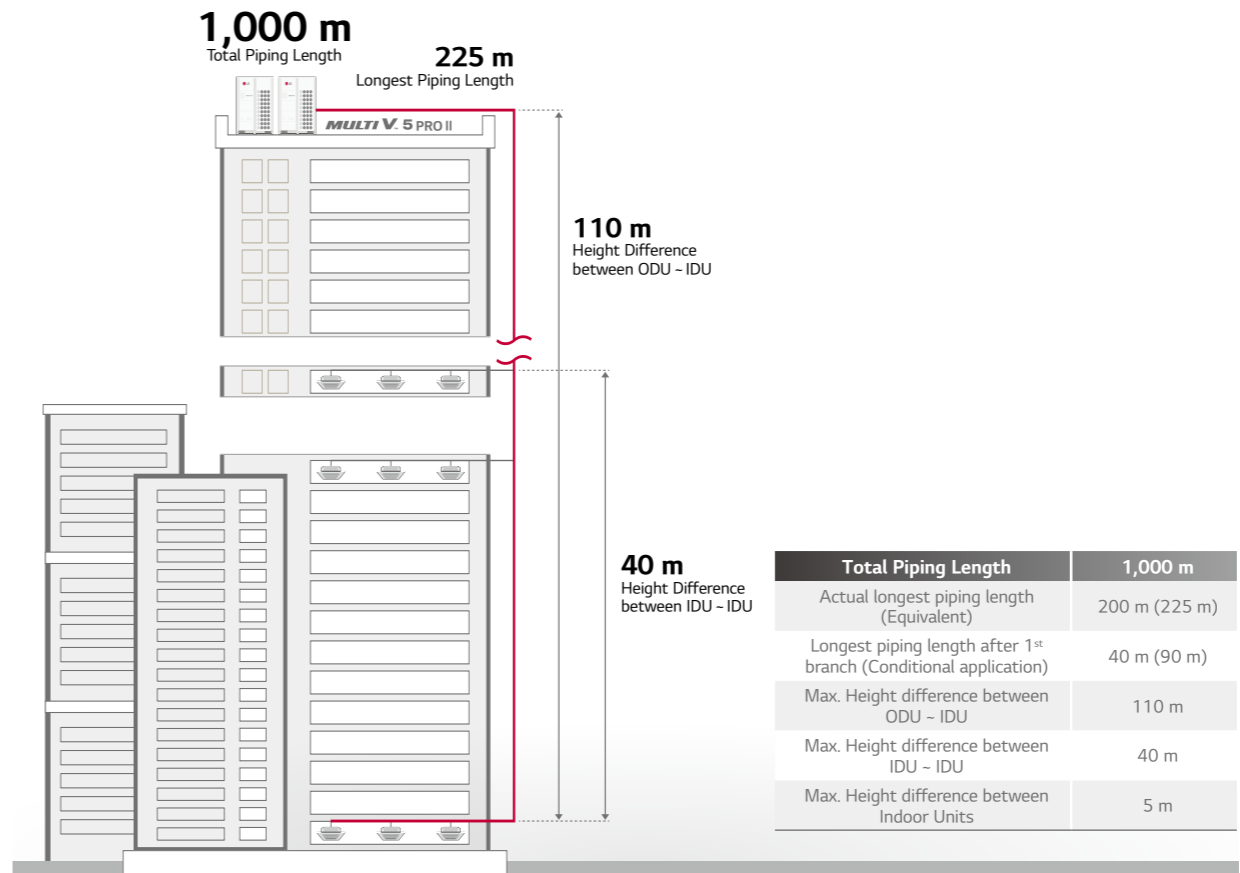 1,000 m
Total Piping Length
225 m
Longest Piping Length
MULTI V™ 5 PRO II
110 m
Height Difference
between ODU ~ IDU
40 m
Height Difference
between IDU ~ IDU
Total Piping Length 1,000 m
Actual longest piping length
(Equivalent) 200 m (225 m)
Longest piping length after 1st
branch (Conditional application) 40 m (90 m)
Max. Height difference between
ODU ~ IDU 110 m
Max. Height difference between
IDU ~ IDU 40 m
Max. Height difference between
Indoor Units 5 m